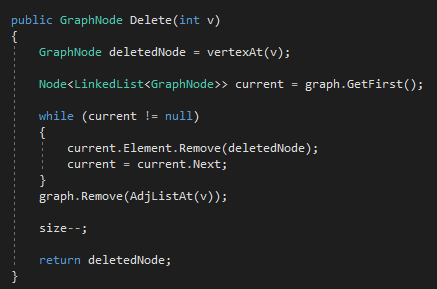 public GraphNode Delete(int v)
{
    GraphNode deletedNode = vertexAt(v);
    Node<LinkedList<GraphNode>> current = graph.GetFirst();
    while (current != null)
    {
        current.Element.Remove(deletedNode);
        current = current.Next;
    }
    graph.Remove(AdjListAt(v));
    size--;
    return deletedNode;
}